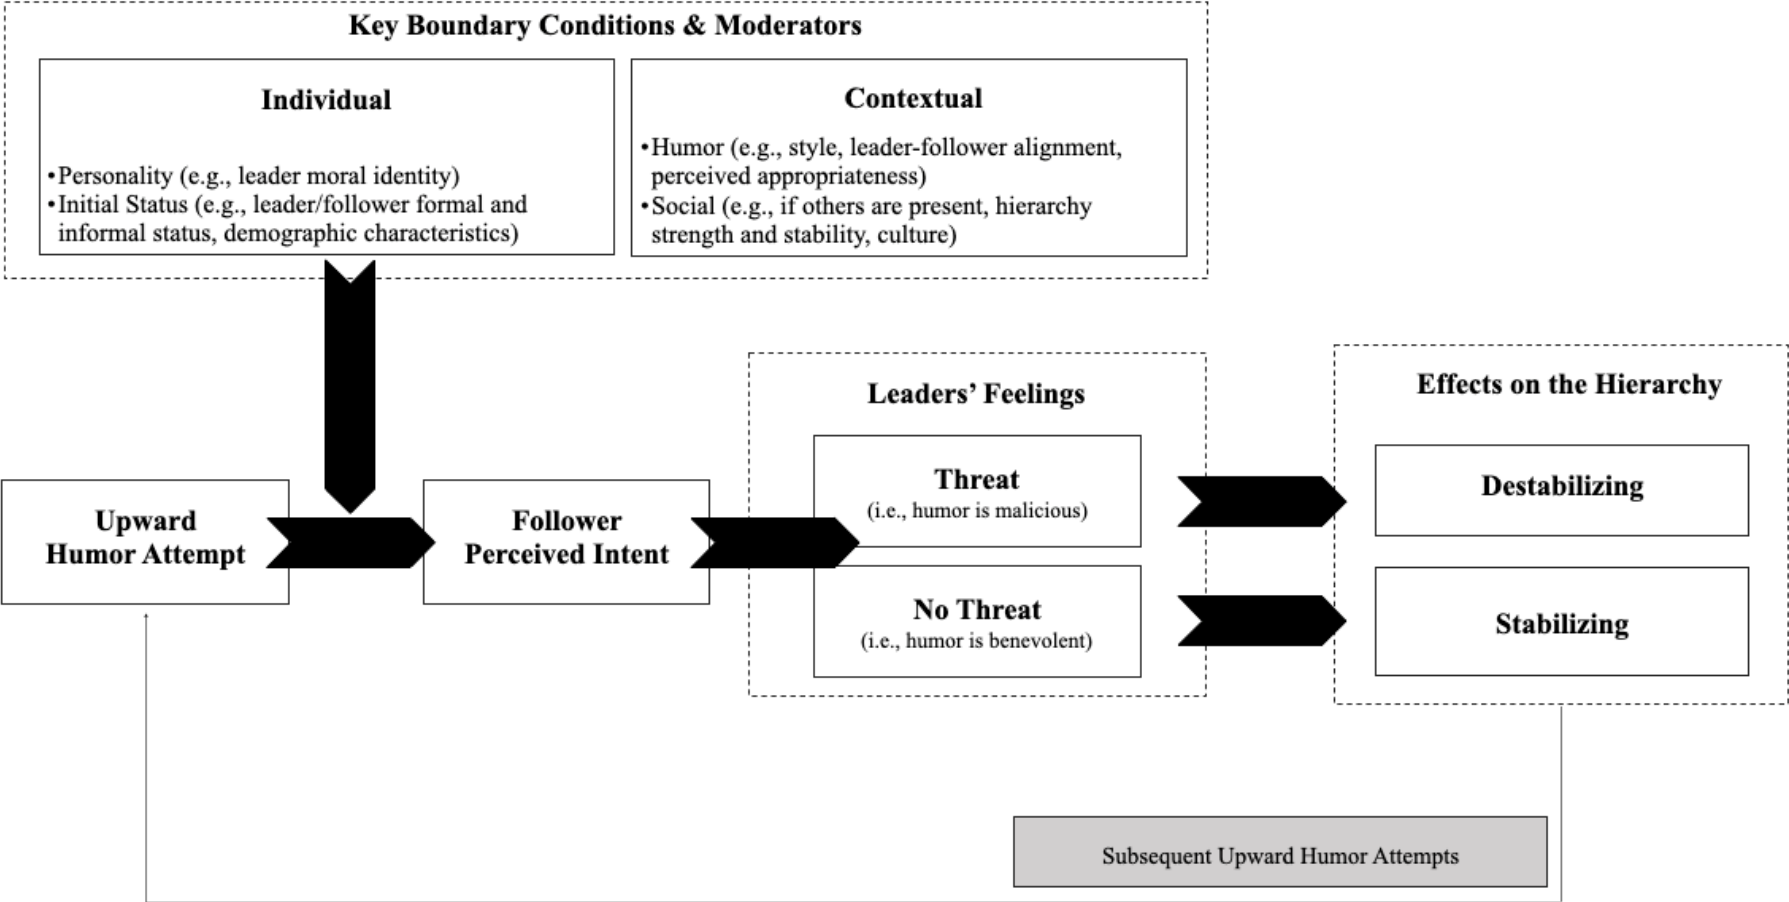 Key Boundary Conditions & Moderators
Individual
•Personality (e.g., leader moral identity)
•Initial Status (e.g., leader/follower formal and
informal status, demographic characteristics)
Contextual
•Humor (e.g., style, leader-follower alignment,
perceived appropriateness)
•Social (e.g., if others are present, hierarchy
strength and stability, culture)
Upward
Humor Attempt
Follower
Perceived Intent
Leaders’ Feelings
Threat
(i.e., humor is malicious)
No Threat
(i.e., humor is benevolent)
Effects on the Hierarchy
Destabilizing
Stabilizing
Subsequent Upward Humor Attempts